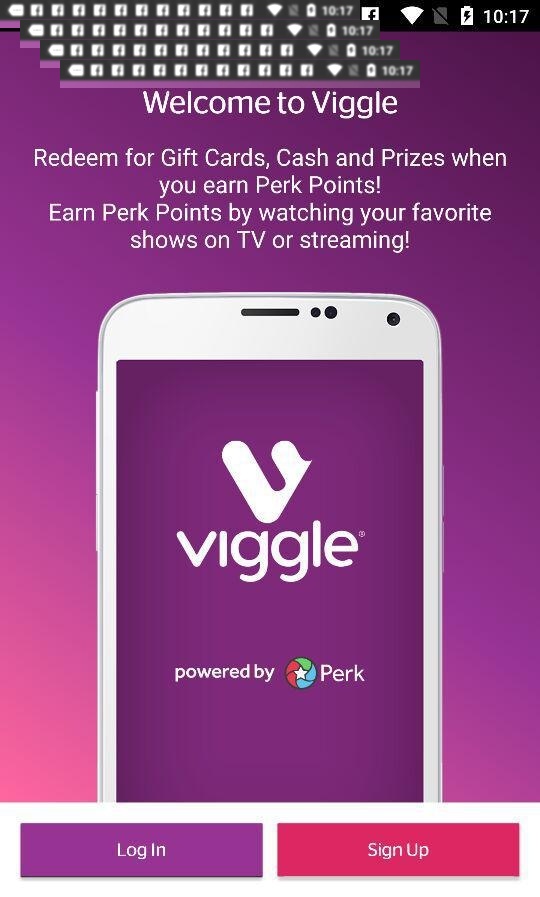 10:17
10:17
10:17
10:17
10:17
Welcome to Viggle
Redeem for Gift Cards, Cash and Prizes when
you earn Perk Points!
Earn Perk Points by watching your favorite
shows on TV or streaming!
viggle®
powered by Perk
Log In
Sign Up